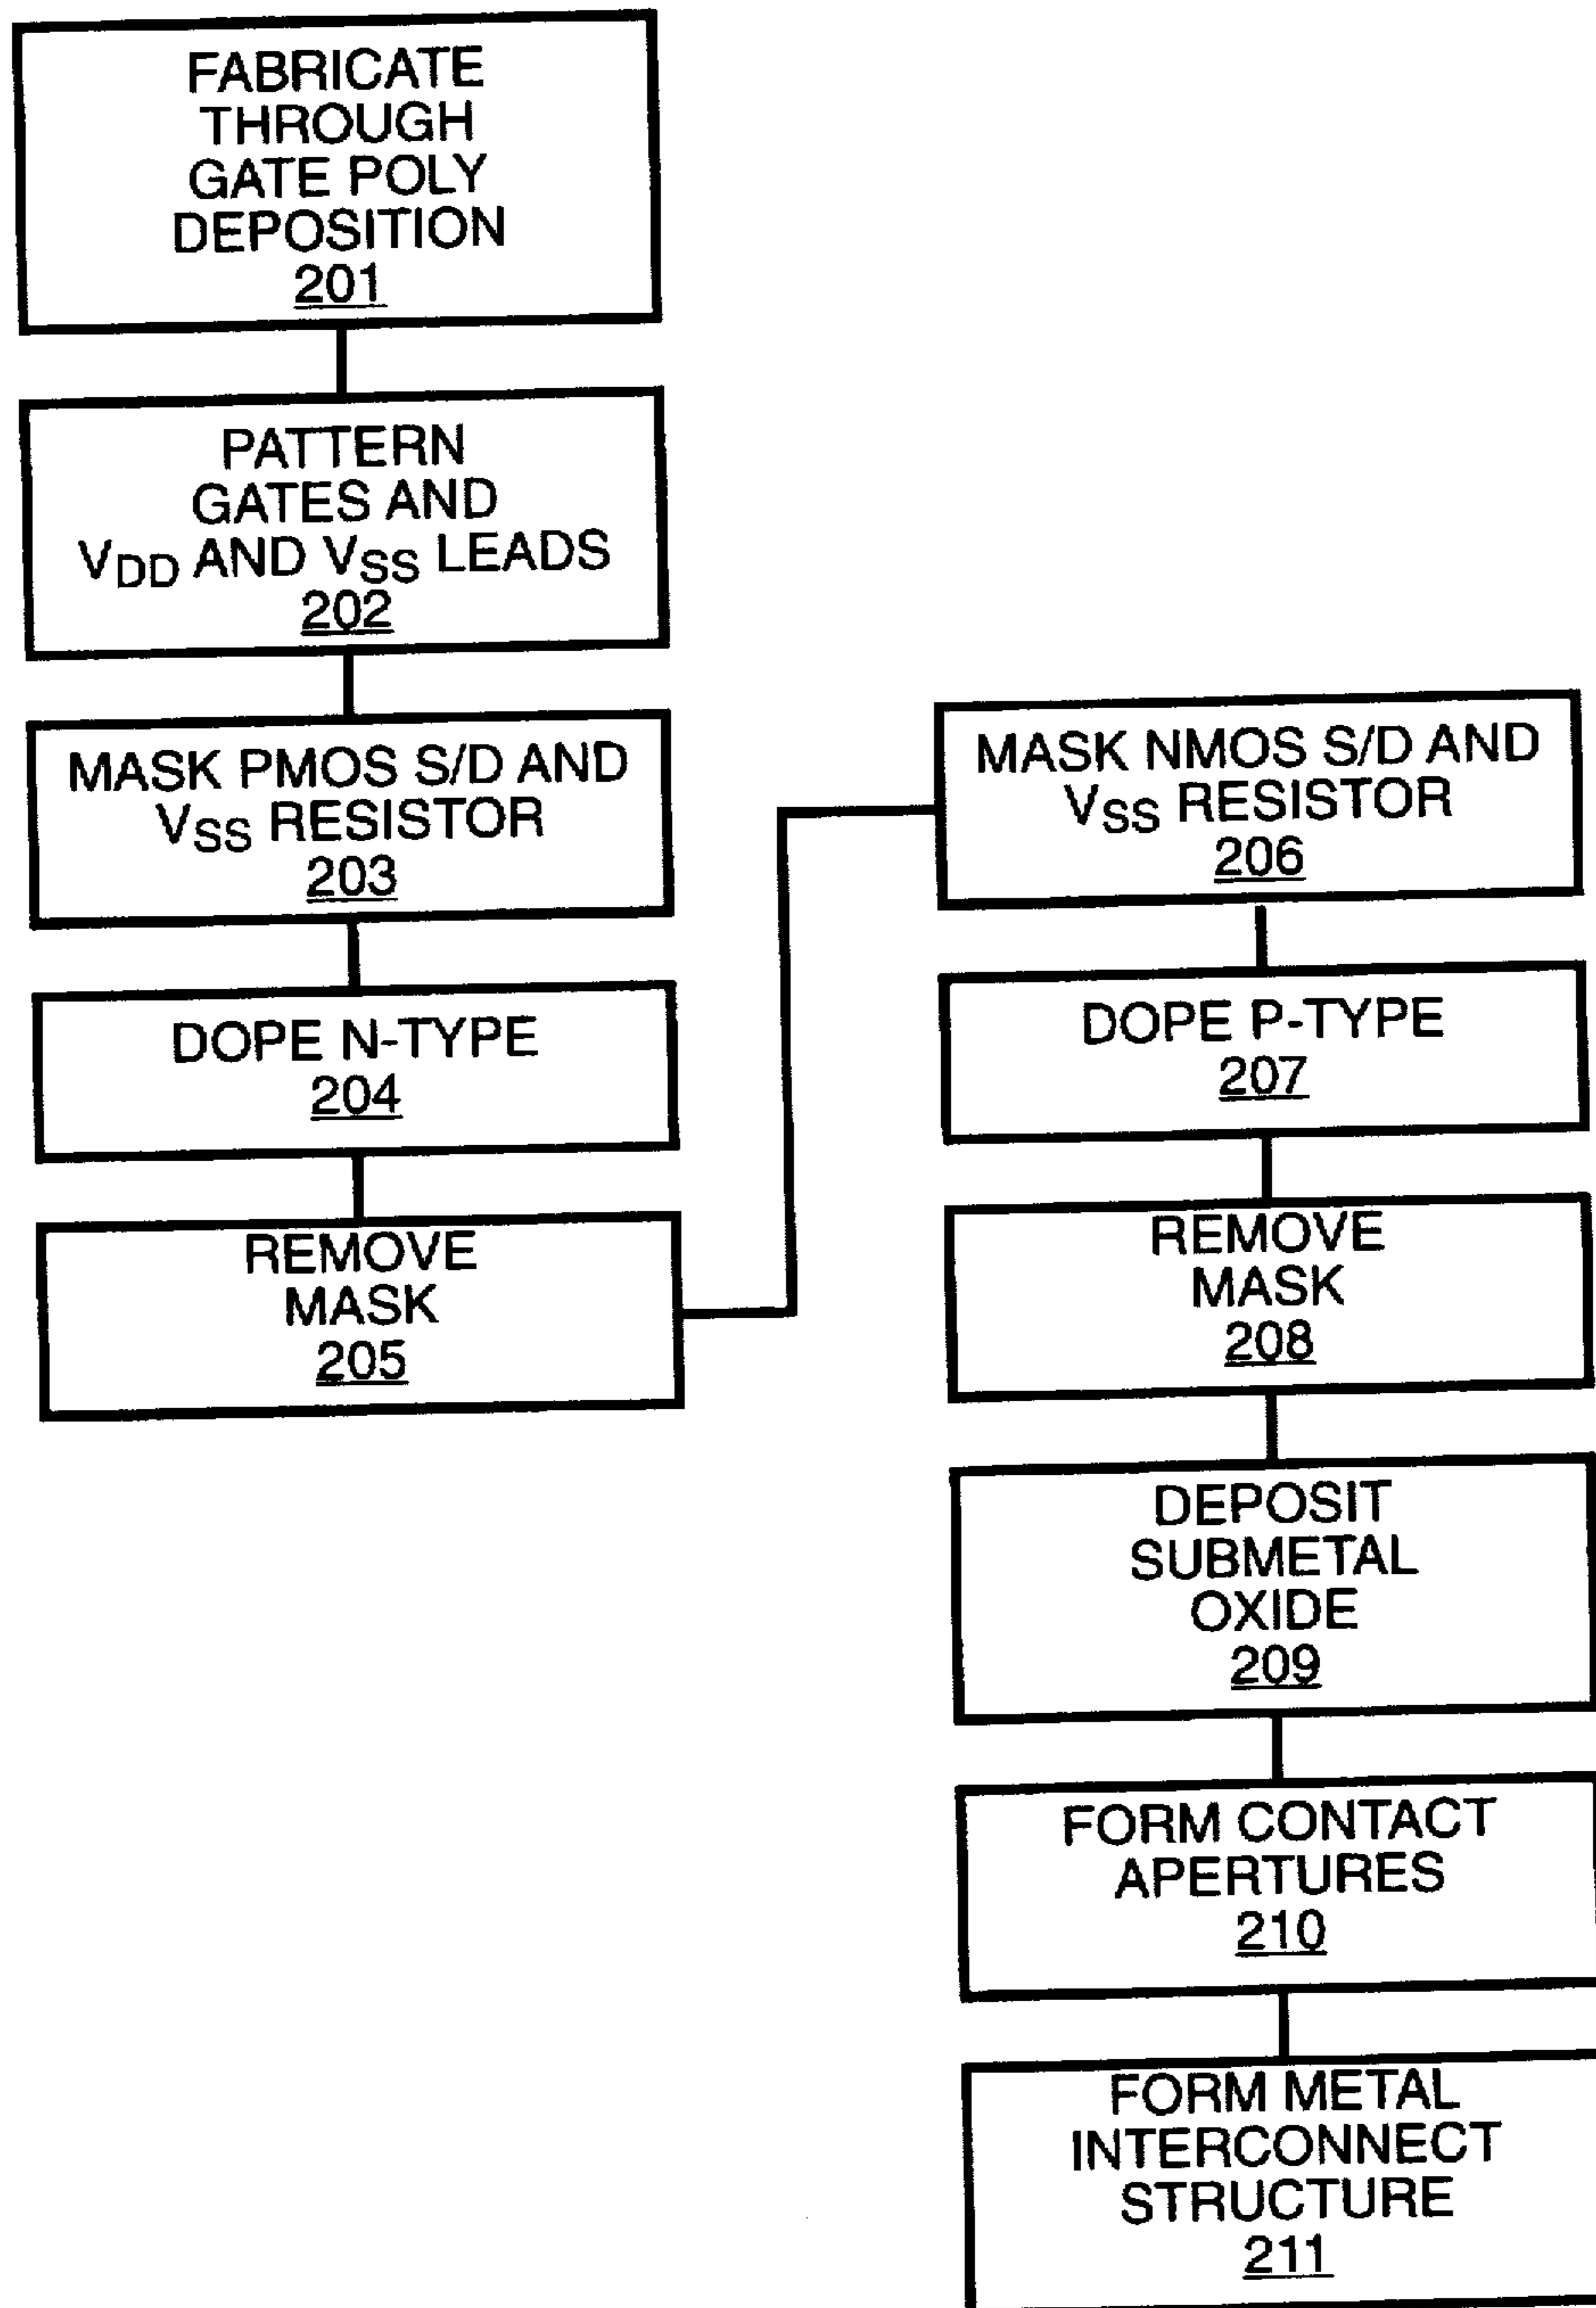 FABRICATE
THROUGH
GATE POLY
DEPOSITION
201
PATTERN
GATES AND
VDD AND VSS LEADS
202
MASK PMOS S/D AND
VSS RESISTOR
203
DOPE N-TYPE
204
REMOVE
MASK
205
MASK NMOS S/D AND
VSS RESISTOR
206
DOPE P-TYPE
207
REMOVE
MASK
208
DEPOSIT
SUBMETAL
OXIDE
209
FORM CONTACT
APERTURES
210
FORM METAL
INTERCONNECT
STRUCTURE
211